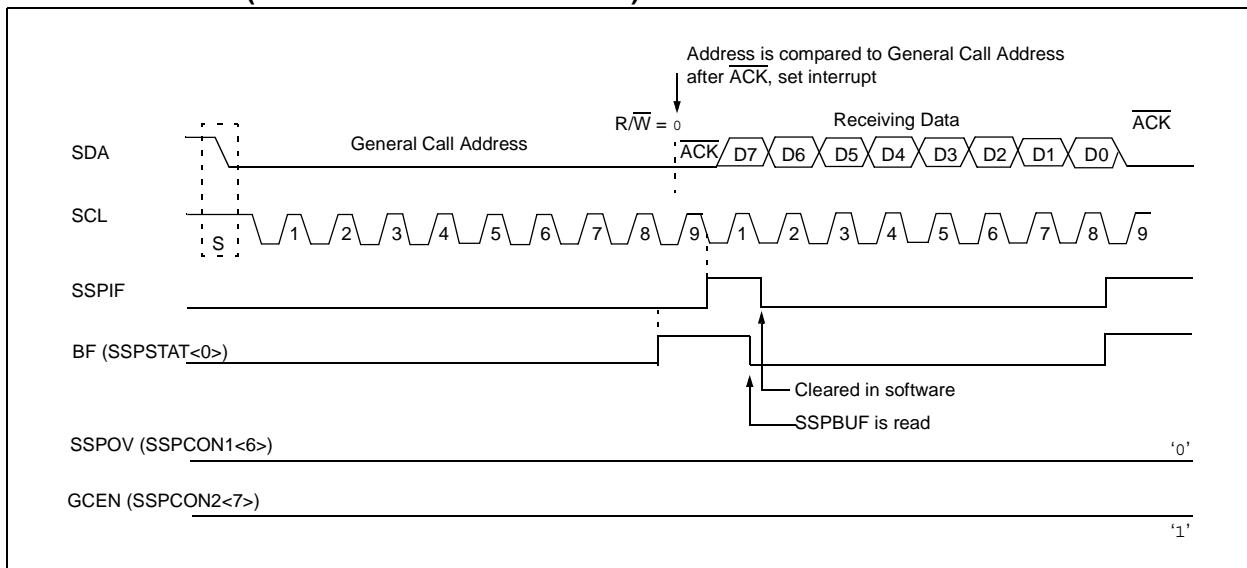 Address is compared to General Call Address
after ACK, set interrupt
R/W = 0
Receiving Data
ACK
SDA
General Call Address
ACK
D7 D6 D5 D4 D3 D2 D1 D0
SCL
S
1 2 3 4 5 6 7 8 9 1 2 3 4 5 6 7 8 9
SSPIF
BF (SSPSTAT<0>)
Cleared in software
SSPBUF is read
SSPOV (SSPCON1<6>)
‘0’
GCEN (SSPCON2<7>)
‘1’